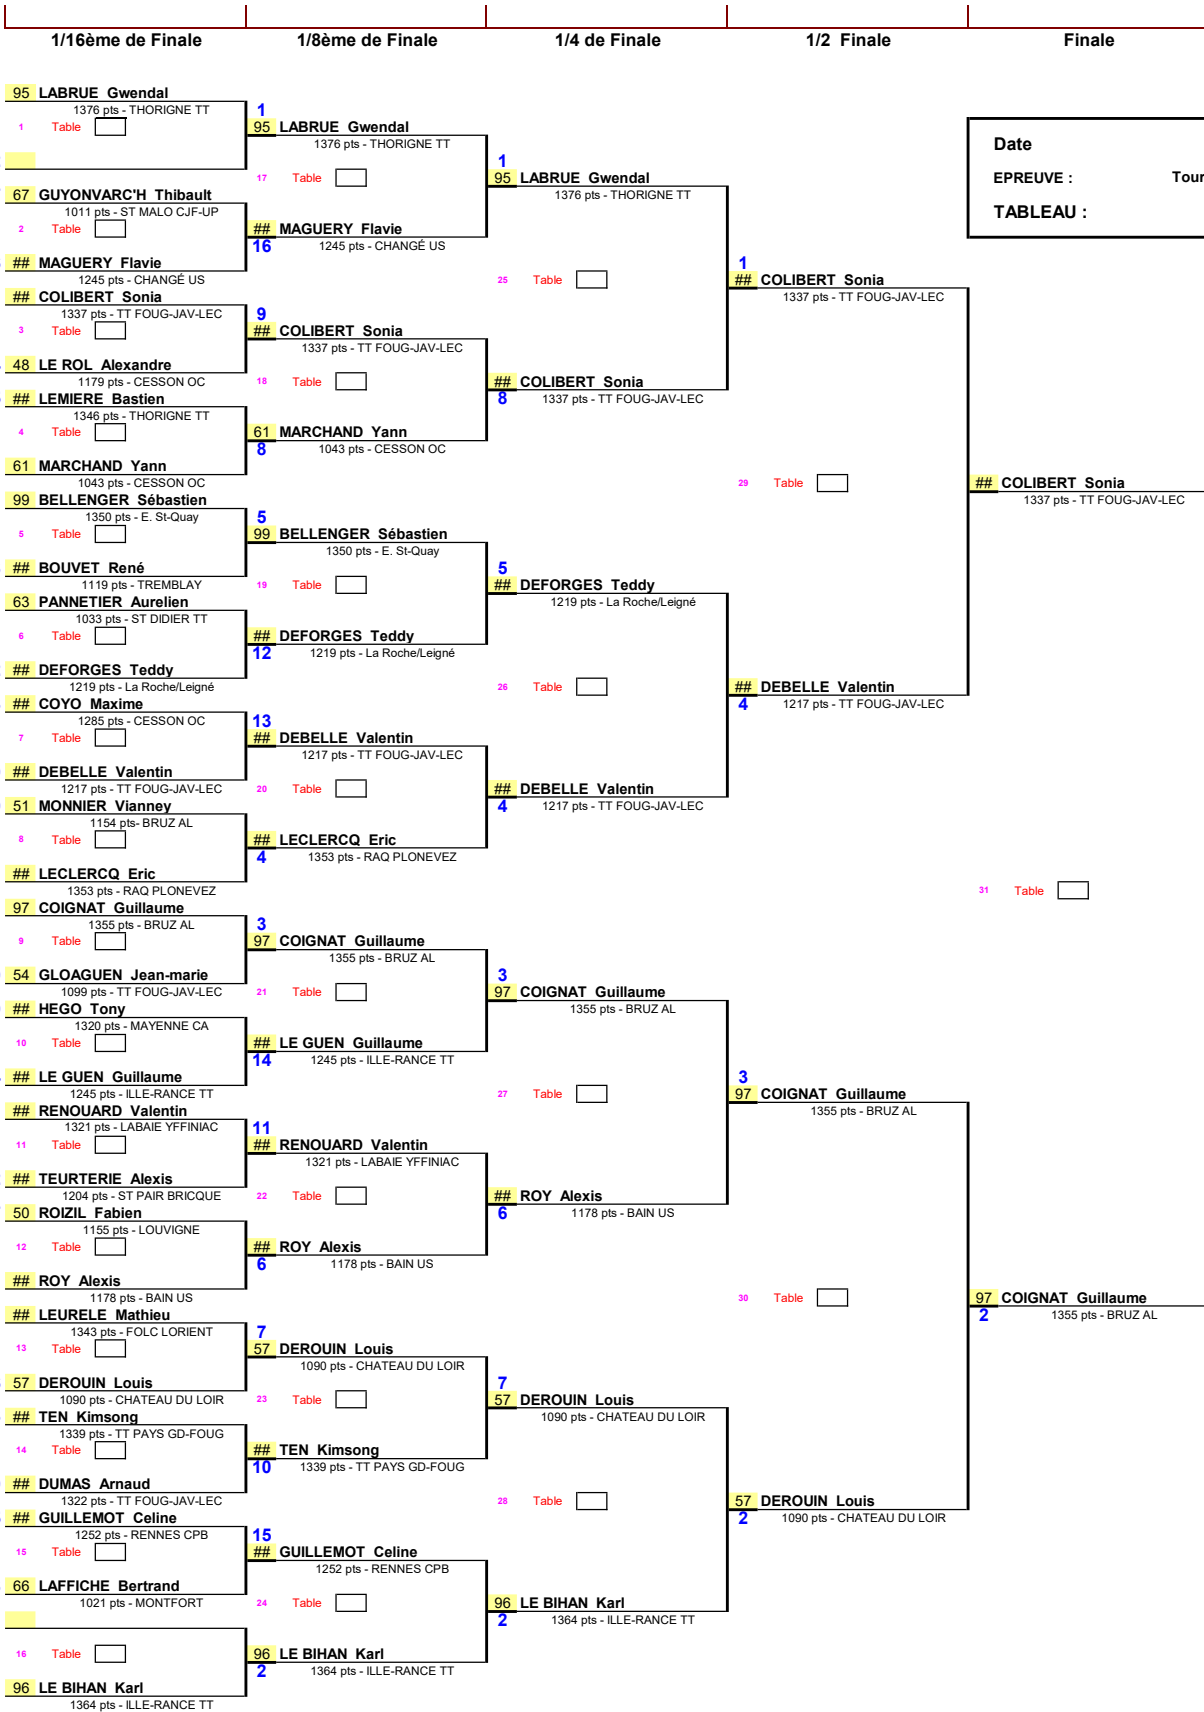 1/16ème de Finale
1/8ème de Finale
1/4 de Finale
1/2 Finale
Finale
Date
EPREUVE : Tour
TABLEAU :
95 LABRUE Gwendal
1376 pts - THORIGNE TT
1 Table
67 GUYONVARC'H Thibault
1011 pts - ST MALO CJF-UP
2 Table
## MAGUERY Flavie
1245 pts - CHANGÉ US
## COLIBERT Sonia
1337 pts - TT FOUG-JAV-LEC
3 Table
48 LE ROL Alexandre
1179 pts - CESSON OC
## LEMIERE Bastien
1346 pts - THORIGNE TT
4 Table
61 MARCHAND Yann
1043 pts - CESSON OC
99 BELLENGER Sébastien
1350 pts - E. St-Quay
5 Table
## BOUVET René
1119 pts - TREMBLAY
63 PANNETIER Aurelien
1033 pts - ST DIDIER TT
6 Table
## DEFORGES Teddy
1219 pts - La Roche/Leigné
## COYO Maxime
1285 pts - CESSON OC
7 Table
## DEBELLE Valentin
1217 pts - TT FOUG-JAV-LEC
51 MONNIER Vianney
1154 pts- BRUZ AL
8 Table
## LECLERCQ Eric
1353 pts - RAQ PLONEVEZ
97 COIGNAT Guillaume
1355 pts - BRUZ AL
9 Table
54 GLOAGUEN Jean-marie
1099 pts - TT FOUG-JAV-LEC
## HEGO Tony
1320 pts - MAYENNE CA
10 Table
## LE GUEN Guillaume
1245 pts - ILLE-RANCE TT
## RENOUARD Valentin
1321 pts - LABAIE YFFINIAC
11 Table
## TEURTERIE Alexis
1204 pts - ST PAIR BRICQUE
50 ROIZIL Fabien
1155 pts - LOUVIGNE
12 Table
## ROY Alexis
1178 pts - BAIN US
## LEURELE Mathieu
1343 pts - FOLC LORIENT
13 Table
57 DEROUIN Louis
1090 pts - CHATEAU DU LOIR
## TEN Kimsong
1339 pts - TT PAYS GD-FOUG
14 Table
## DUMAS Arnaud
1322 pts - TT FOUG-JAV-LEC
## GUILLEMOT Celine
1252 pts - RENNES CPB
15 Table
66 LAFFICHE Bertrand
1021 pts - MONTFORT
16 Table
96 LE BIHAN Karl
1364 pts - ILLE-RANCE TT
1
95 LABRUE Gwendal
1376 pts - THORIGNE TT
17 Table
## MAGUERY Flavie
16 1245 pts - CHANGÉ US
9
## COLIBERT Sonia
1337 pts - TT FOUG-JAV-LEC
18 Table
61 MARCHAND Yann
8 1043 pts - CESSON OC
5
99 BELLENGER Sébastien
1350 pts - E. St-Quay
19 Table
## DEFORGES Teddy
12 1219 pts - La Roche/Leigné
13
## DEBELLE Valentin
1217 pts - TT FOUG-JAV-LEC
20 Table
## LECLERCQ Eric
4 1353 pts - RAQ PLONEVEZ
3
97 COIGNAT Guillaume
1355 pts - BRUZ AL
21 Table
## LE GUEN Guillaume
14 1245 pts - ILLE-RANCE TT
11
## RENOUARD Valentin
1321 pts - LABAIE YFFINIAC
22 Table
## ROY Alexis
6 1178 pts - BAIN US
7
57 DEROUIN Louis
1090 pts - CHATEAU DU LOIR
23 Table
## TEN Kimsong
10 1339 pts - TT PAYS GD-FOUG
15
## GUILLEMOT Celine
1252 pts - RENNES CPB
24 Table
96 LE BIHAN Karl
2 1364 pts - ILLE-RANCE TT
1
95 LABRUE Gwendal
1376 pts - THORIGNE TT
25 Table
## COLIBERT Sonia
8 1337 pts - TT FOUG-JAV-LEC
5
## DEFORGES Teddy
1219 pts - La Roche/Leigné
26 Table
## DEBELLE Valentin
4 1217 pts - TT FOUG-JAV-LEC
3
97 COIGNAT Guillaume
1355 pts - BRUZ AL
27 Table
## ROY Alexis
6 1178 pts - BAIN US
7
57 DEROUIN Louis
1090 pts - CHATEAU DU LOIR
28 Table
96 LE BIHAN Karl
2 1364 pts - ILLE-RANCE TT
1
## COLIBERT Sonia
1337 pts - TT FOUG-JAV-LEC
29 Table
## DEBELLE Valentin
4 1217 pts - TT FOUG-JAV-LEC
3
97 COIGNAT Guillaume
1355 pts - BRUZ AL
30 Table
57 DEROUIN Louis
2 1090 pts - CHATEAU DU LOIR
## COLIBERT Sonia
1337 pts - TT FOUG-JAV-LEC
31 Table
97 COIGNAT Guillaume
2 1355 pts - BRUZ AL